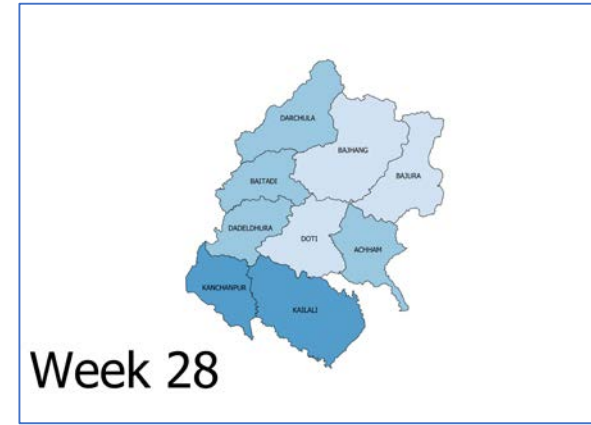 DARCHULA
BAJHANG
BAJURA
BAITADI
DADELDHURA
DOTI
ACHHAM
KANCHANPUR
KAILALI
Week 28